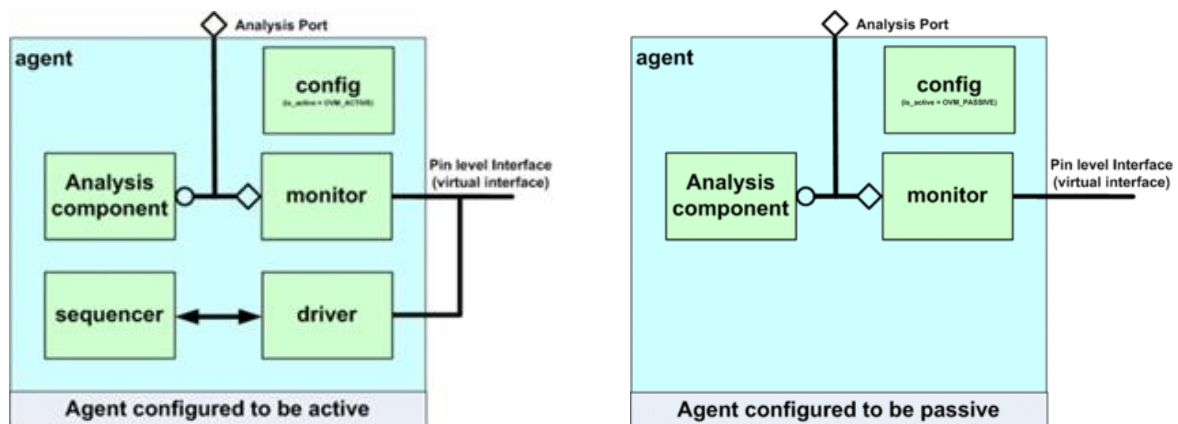 Analysis Port
agent
config
(is_active = OVM_ACTIVE)
Analysis
component
monitor
Pin level Interface
(virtual interface)
sequencer
driver
Agent configured to be active
Analysis Port
agent
config
(is_active = OVM_PASSIVE)
Analysis
component
monitor
Pin level Interface
(virtual interface)
Agent configured to be passive